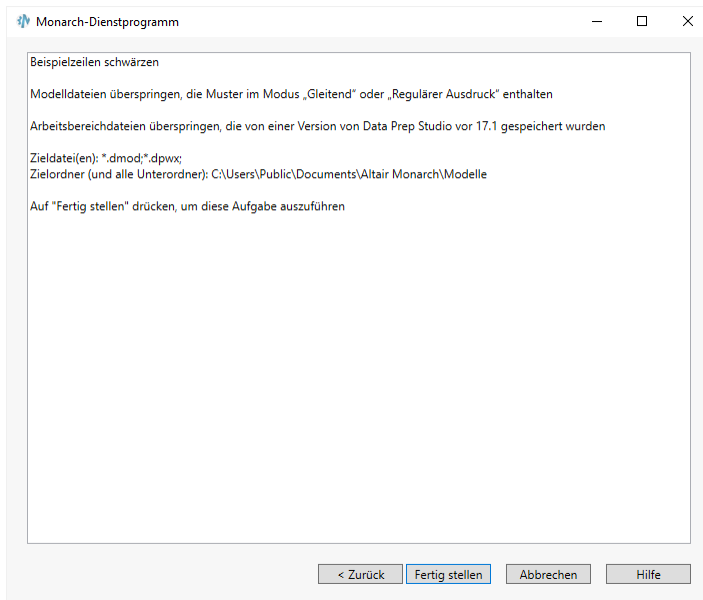 Monarch-Dienstprogramm
Beispielzeilen schwärzen
Modelldateien überspringen, die Muster im Modus „Gleitend“ oder „Regulärer Ausdruck“ enthalten
Arbeitsbereichdateien überspringen, die von einer Version von Data Prep Studio vor 17.1 gespeichert wurden
Zieldatei(en): *.dmod;*.dpwx;
Zielordner (und alle Unterordner): C:\Users\Public\Documents\Altair Monarch\Modelle
Auf "Fertig stellen" drücken, um diese Aufgabe auszuführen
< Zurück Fertig stellen Abbrechen Hilfe